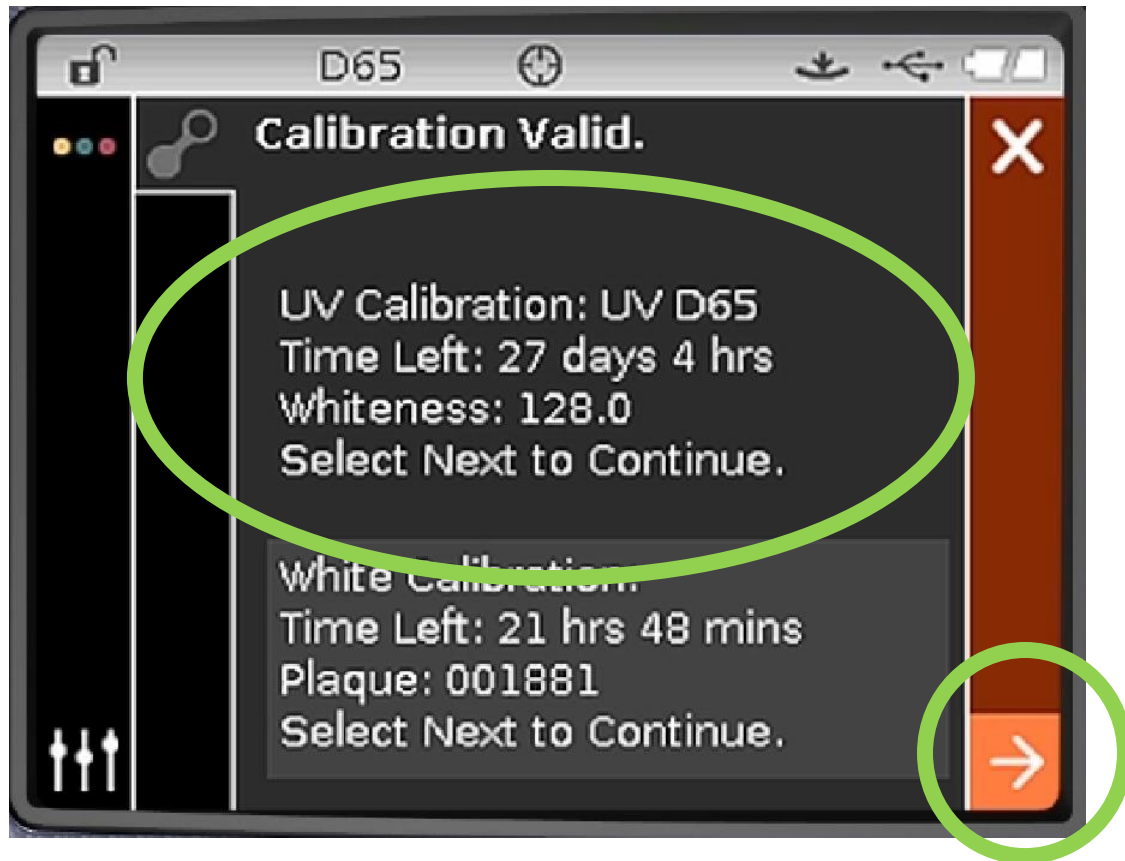 D65
Calibration Valid.
UV Calibration: UV D65
Time Left: 27 days 4 hrs
Whiteness: 128.0
Select Next to Continue.
White Calibration:
Time Left: 21 hrs 48 mins
Plaque: 001881
Select Next to Continue.